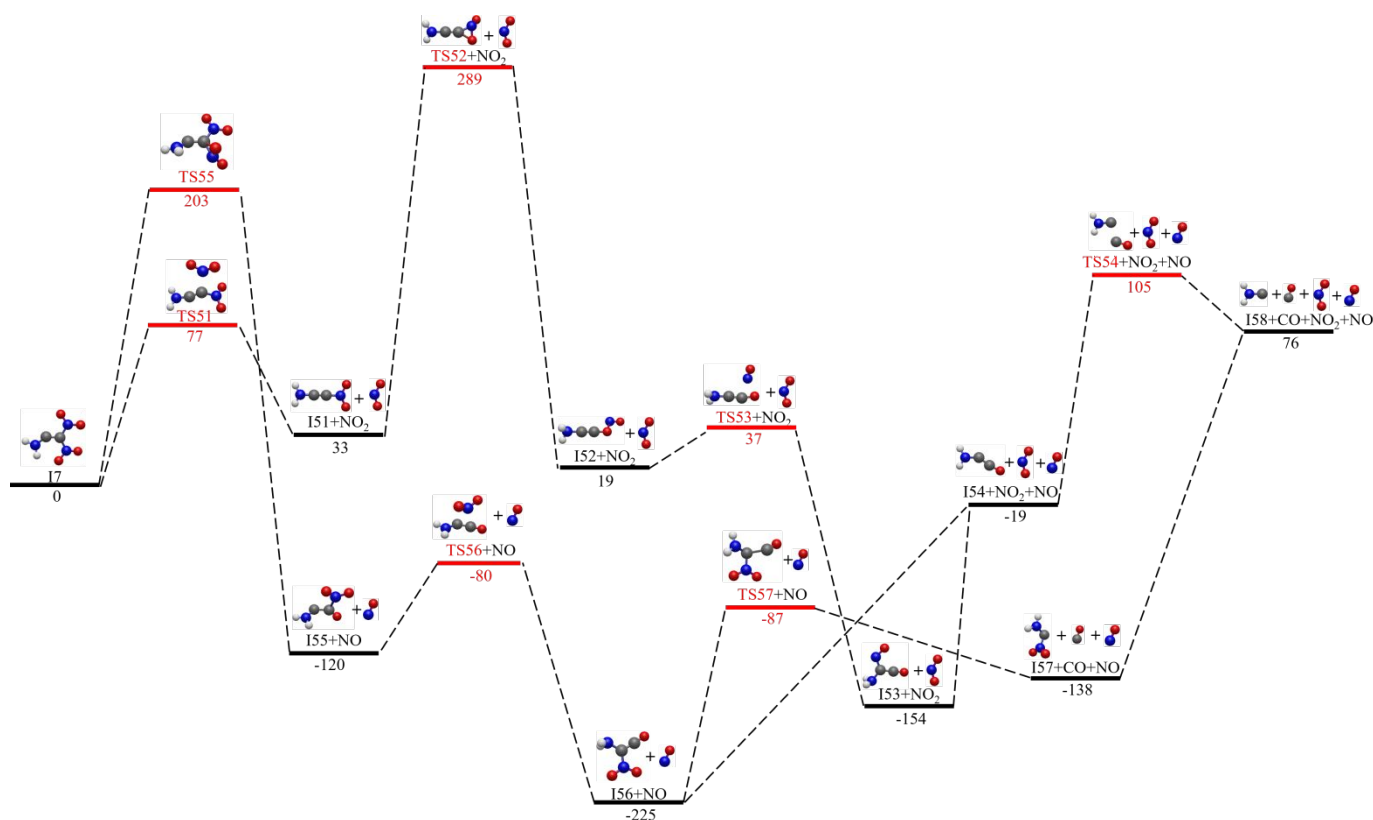 +
TS52+NO₂
289
TS55
203
TS51
77
+ +
TS54+NO₂+NO
105
+ + +
I58+CO+NO₂+NO
76
+
I51+NO₂
33
+
TS53+NO₂
37
I7
0
+
I52+NO₂
19
+ +
I54+NO₂+NO
-19
+
TS56+NO
-80
+
TS57+NO
-87
+
I55+NO
-120
+ +
I57+CO+NO
-138
+
I53+NO₂
-154
+
I56+NO
-225